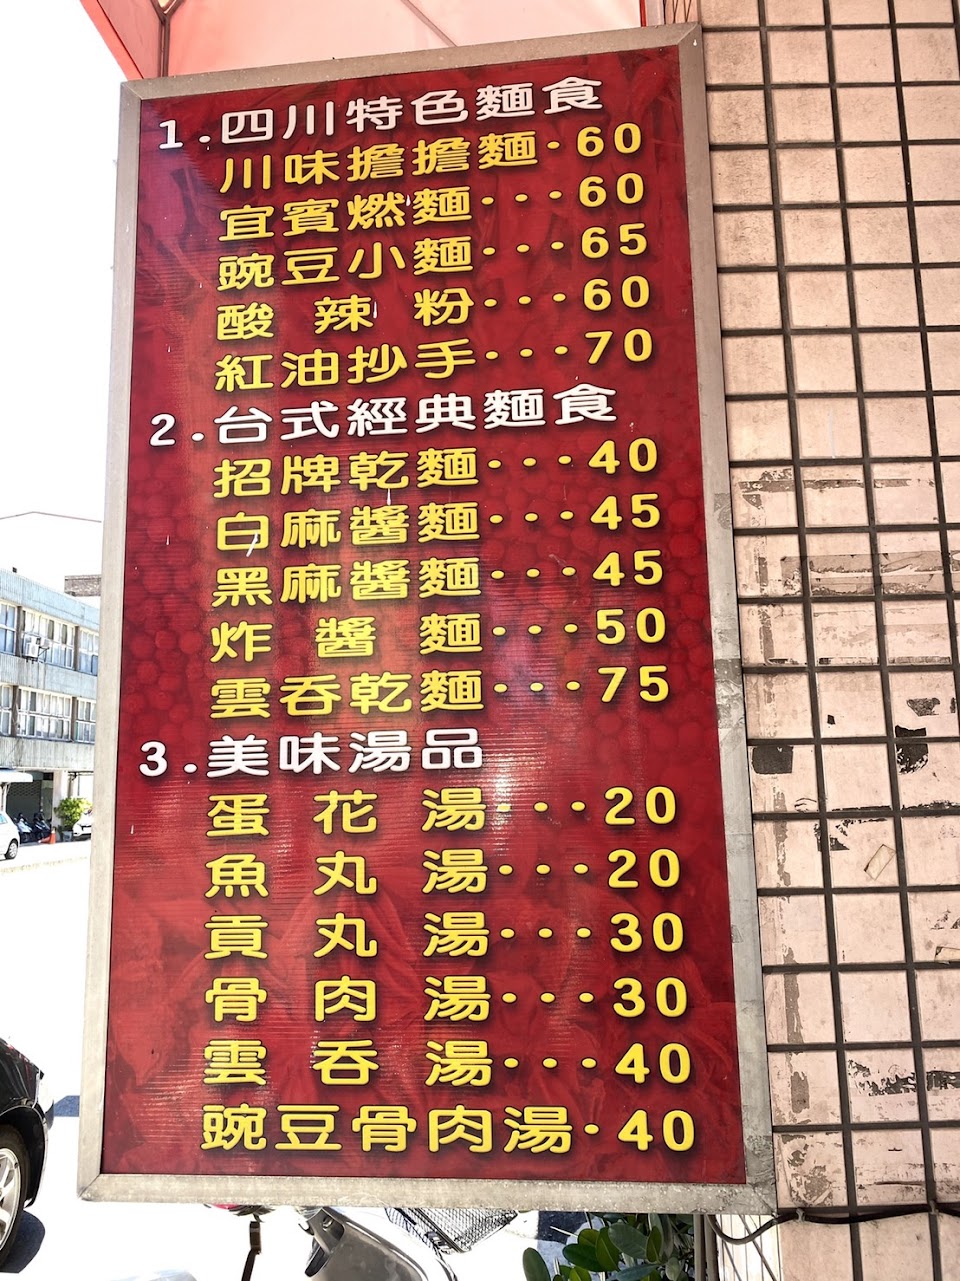 1.四川特色麵食
川味擔擔麵·60
宜賓燃麵···60
豌豆小麵···65
酸辣粉···60
紅油抄手···70
2.台式經典麵食
招牌乾麵···40
白麻醬麵···45
黑麻醬麵···45
炸醬麵···50
雲吞乾麵···75
3.美味湯品
蛋花湯···20
魚丸湯···20
貢丸湯···30
骨肉湯···30
雲吞湯···40
豌豆骨肉湯·40